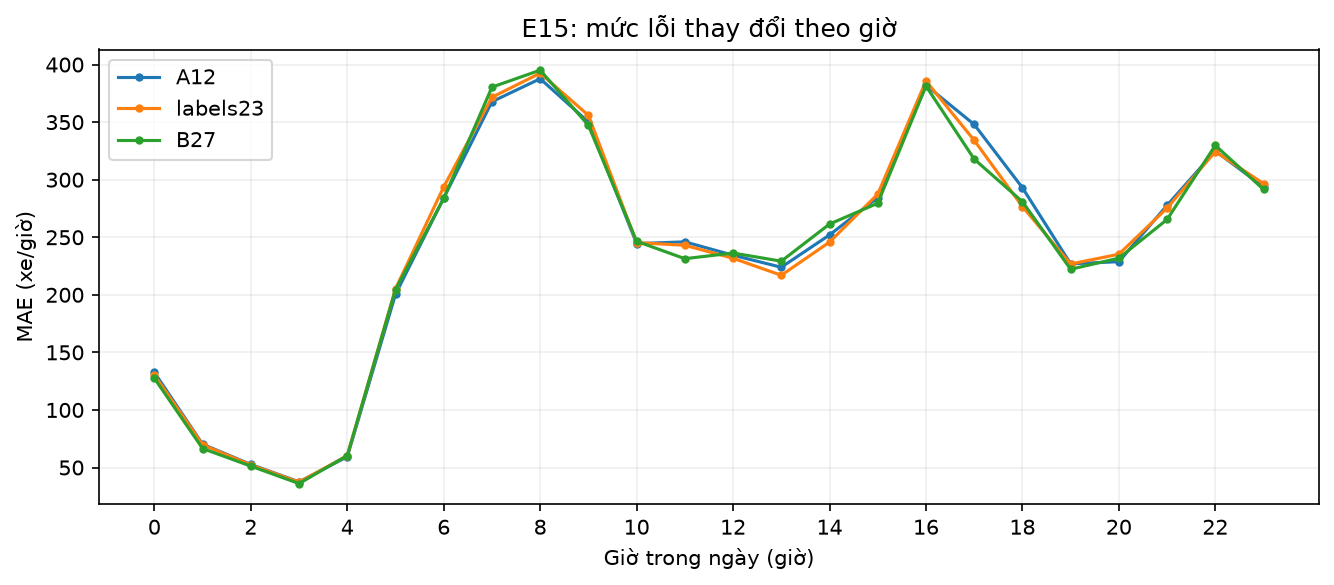 E15: mức lỗi thay đổi theo giờ
A12
labels23
B27
MAE (xe/giờ)
400
350
300
250
200
150
100
50
0 2 4 6 8 10 12 14 16 18 20 22
Giờ trong ngày (giờ)